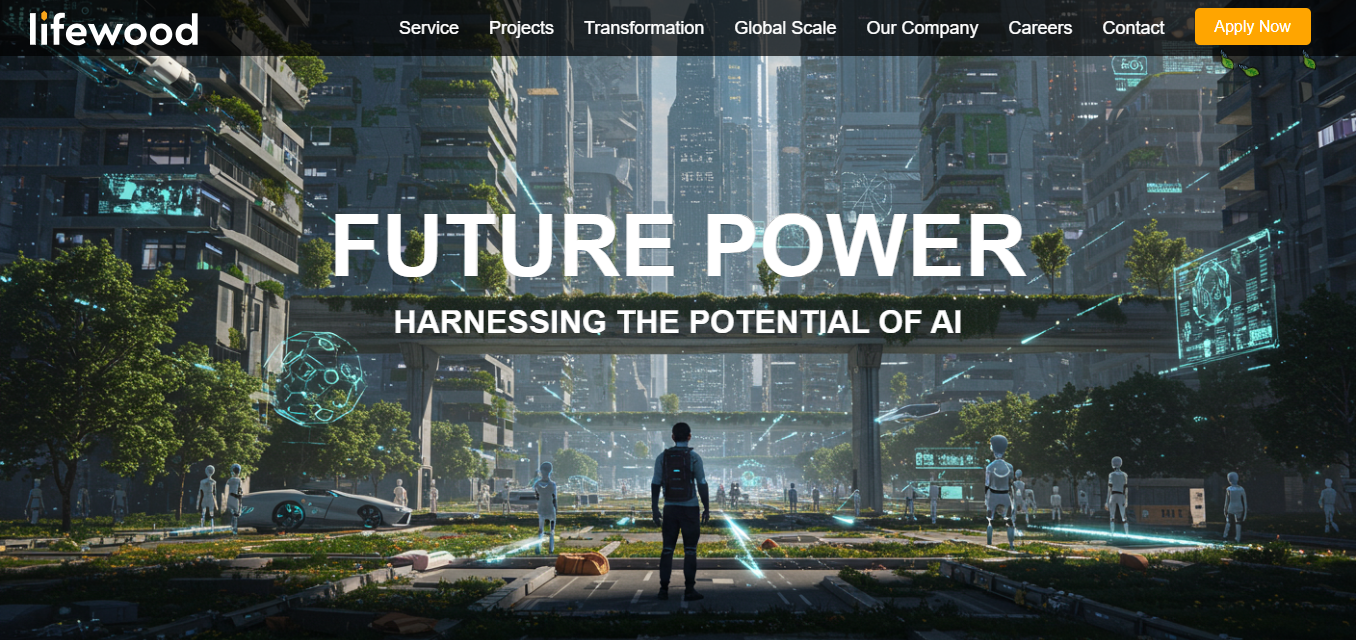 lifewood
Service Projects Transformation Global Scale Our Company Careers Contact Apply Now
FUTURE POWER
HARNESSING THE POTENTIAL OF AI